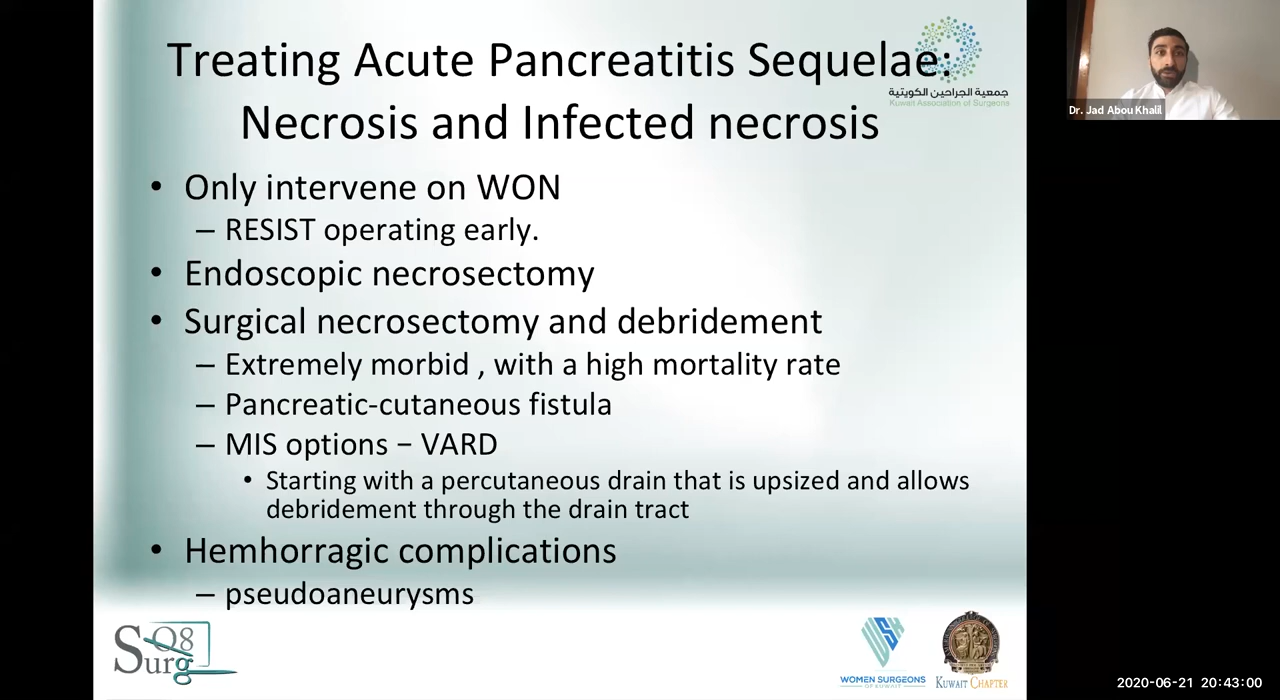 Treating Acute Pancreatitis Sequelae:
Necrosis and Infected necrosis
جمعية الجراحين الكويتية
Kuwait Association of Surgeons
• Only intervene on WON
– RESIST operating early.
• Endoscopic necrosectomy
• Surgical necrosectomy and debridement
– Extremely morbid , with a high mortality rate
– Pancreatic-cutaneous fistula
– MIS options – VARD
• Starting with a percutaneous drain that is upsized and allows
debridement through the drain tract
• Hemhorragic complications
– pseudoaneurysms
Surg Q8
WOMEN SURGEONS
OF KUWAIT
KUWAIT CHAPTER
Dr. Jad Abou Khalil
2020-06-21 20:43:00